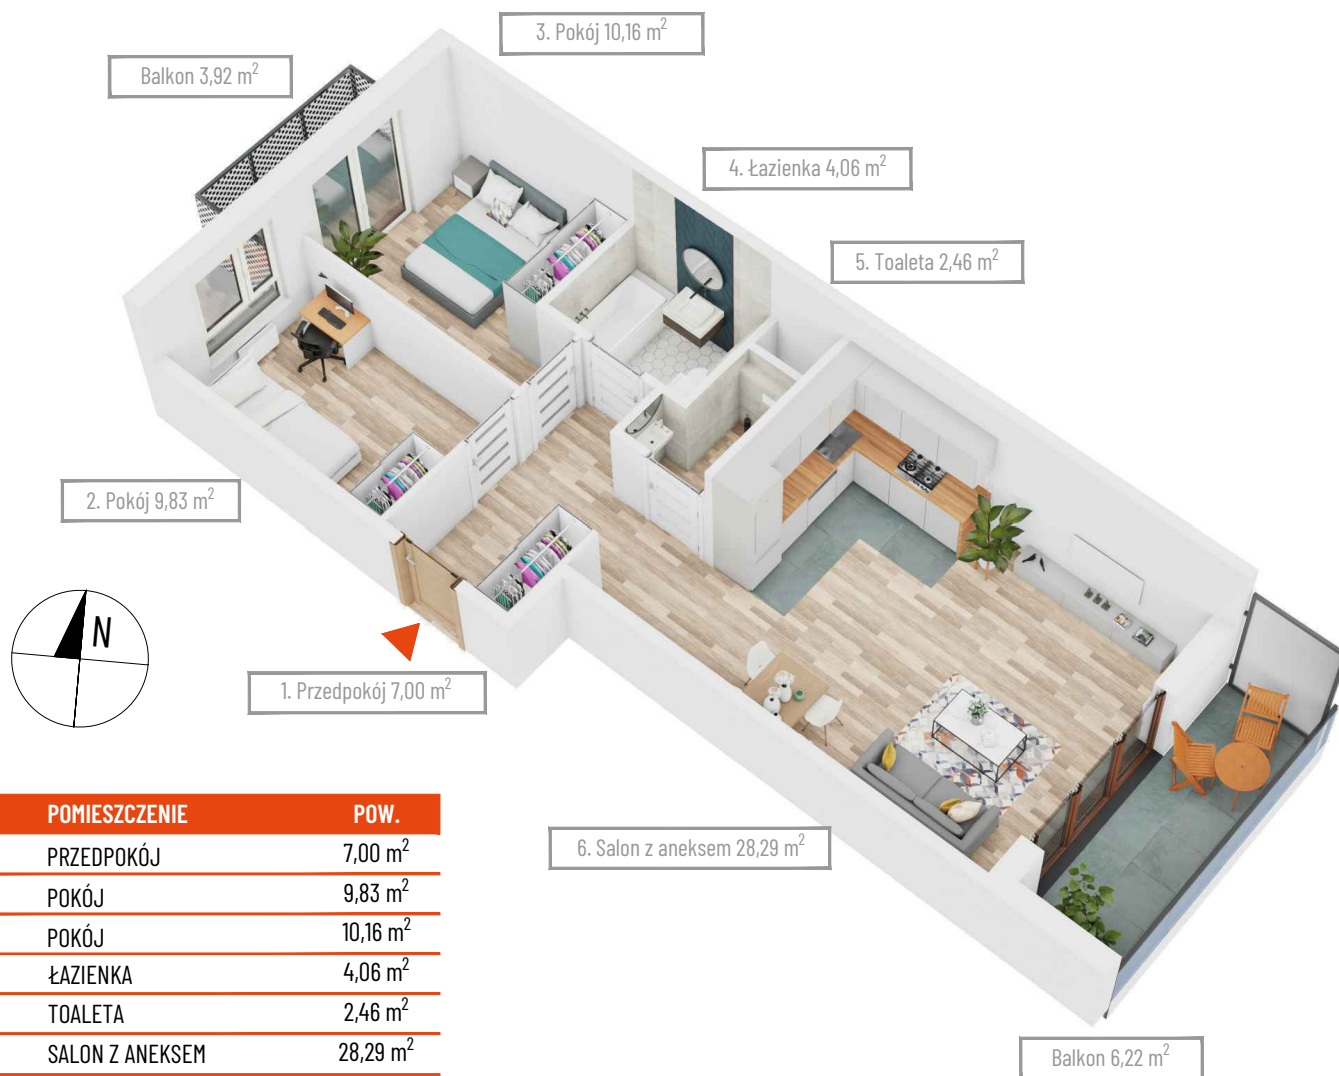 3. Pokój 10,16 m²
Balkon 3,92 m²
4. Łazienka 4,06 m²
5. Toaleta 2,46 m²
2. Pokój 9,83 m²
N
1. Przedpokój 7,00 m²
POMIESZCZENIE POW.
PRZEDPOKÓJ 7,00 m²
POKÓJ 9,83 m²
POKÓJ 10,16 m²
ŁAZIENKA 4,06 m²
TOALETA 2,46 m²
SALON Z ANEKSEM 28,29 m²
6. Salon z aneksem 28,29 m²
Balkon 6,22 m²